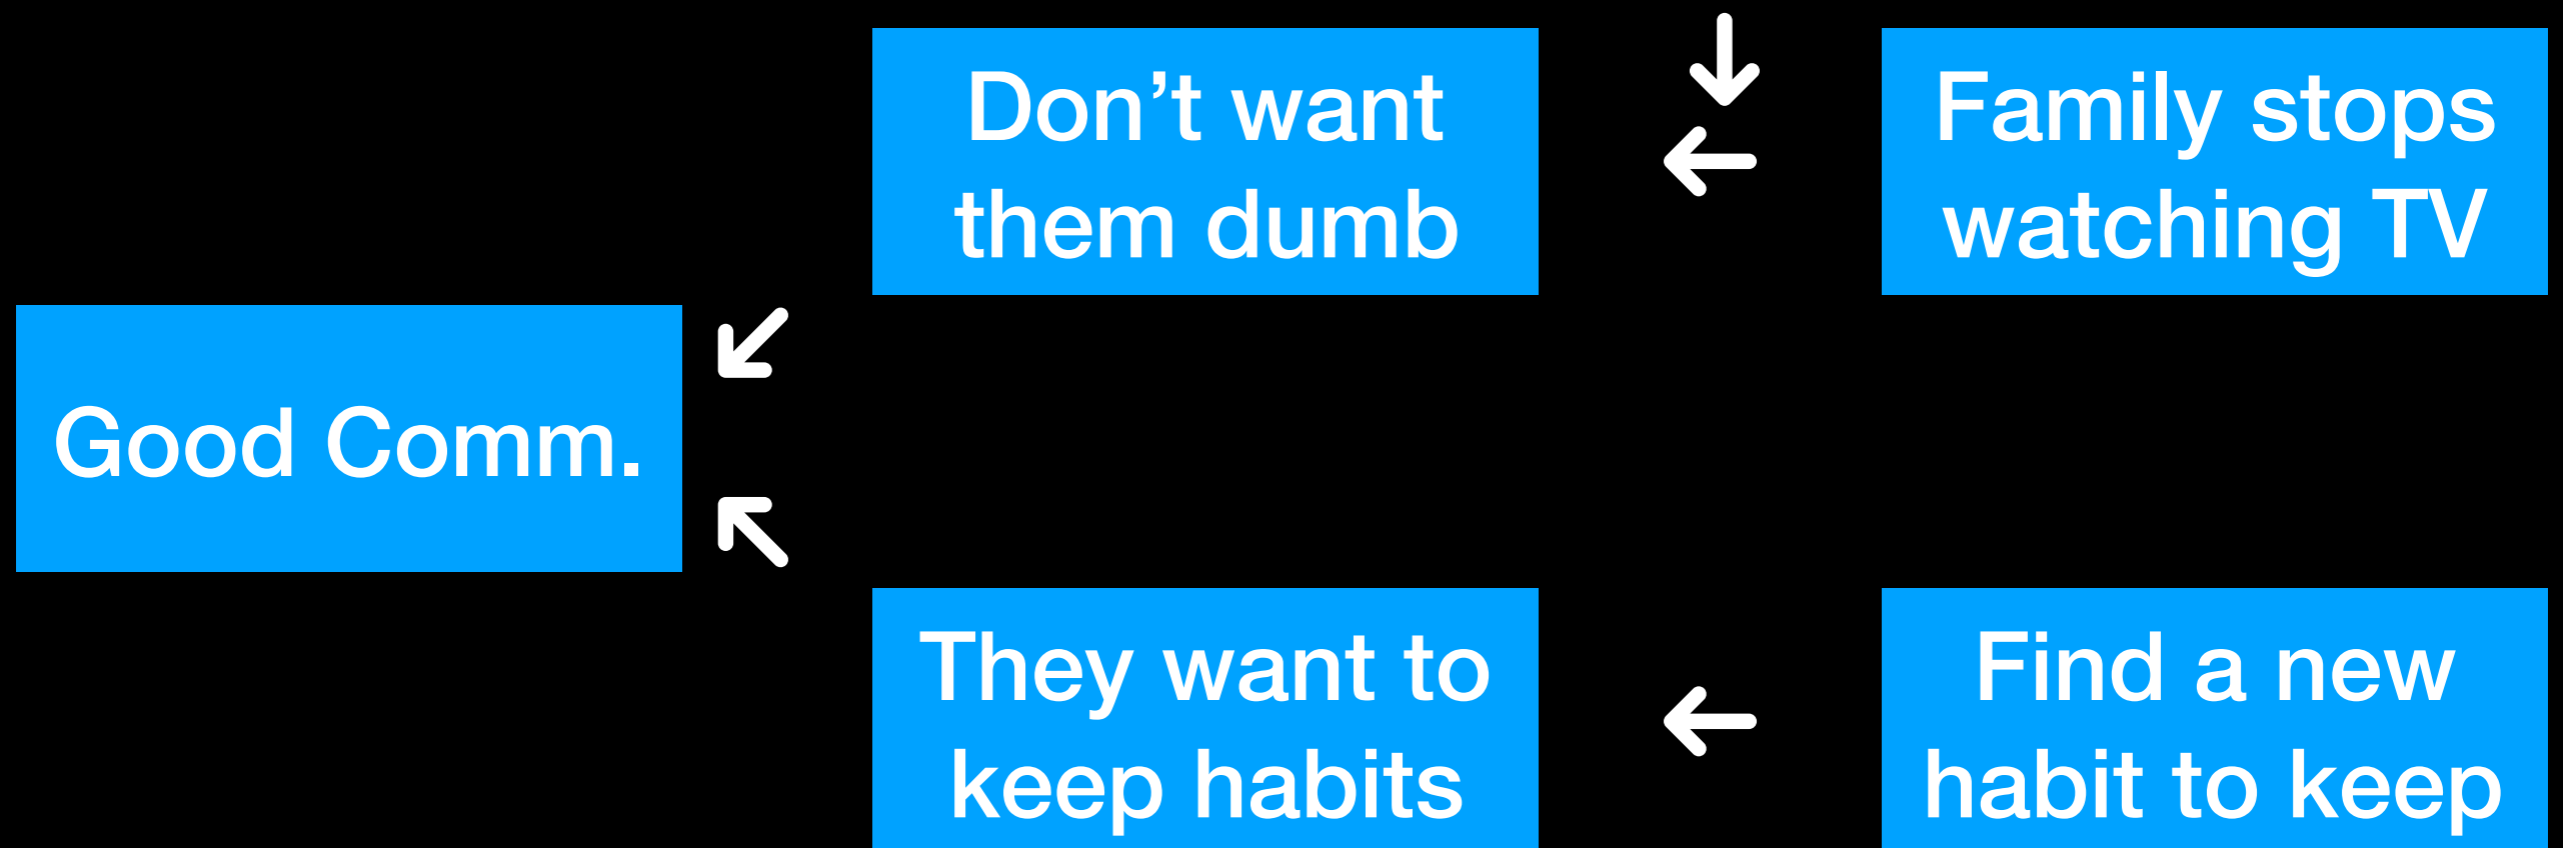 Don’t want
them dumb
Family stops
watching TV
Good Comm.
They want to
keep habits
Find a new
habit to keep